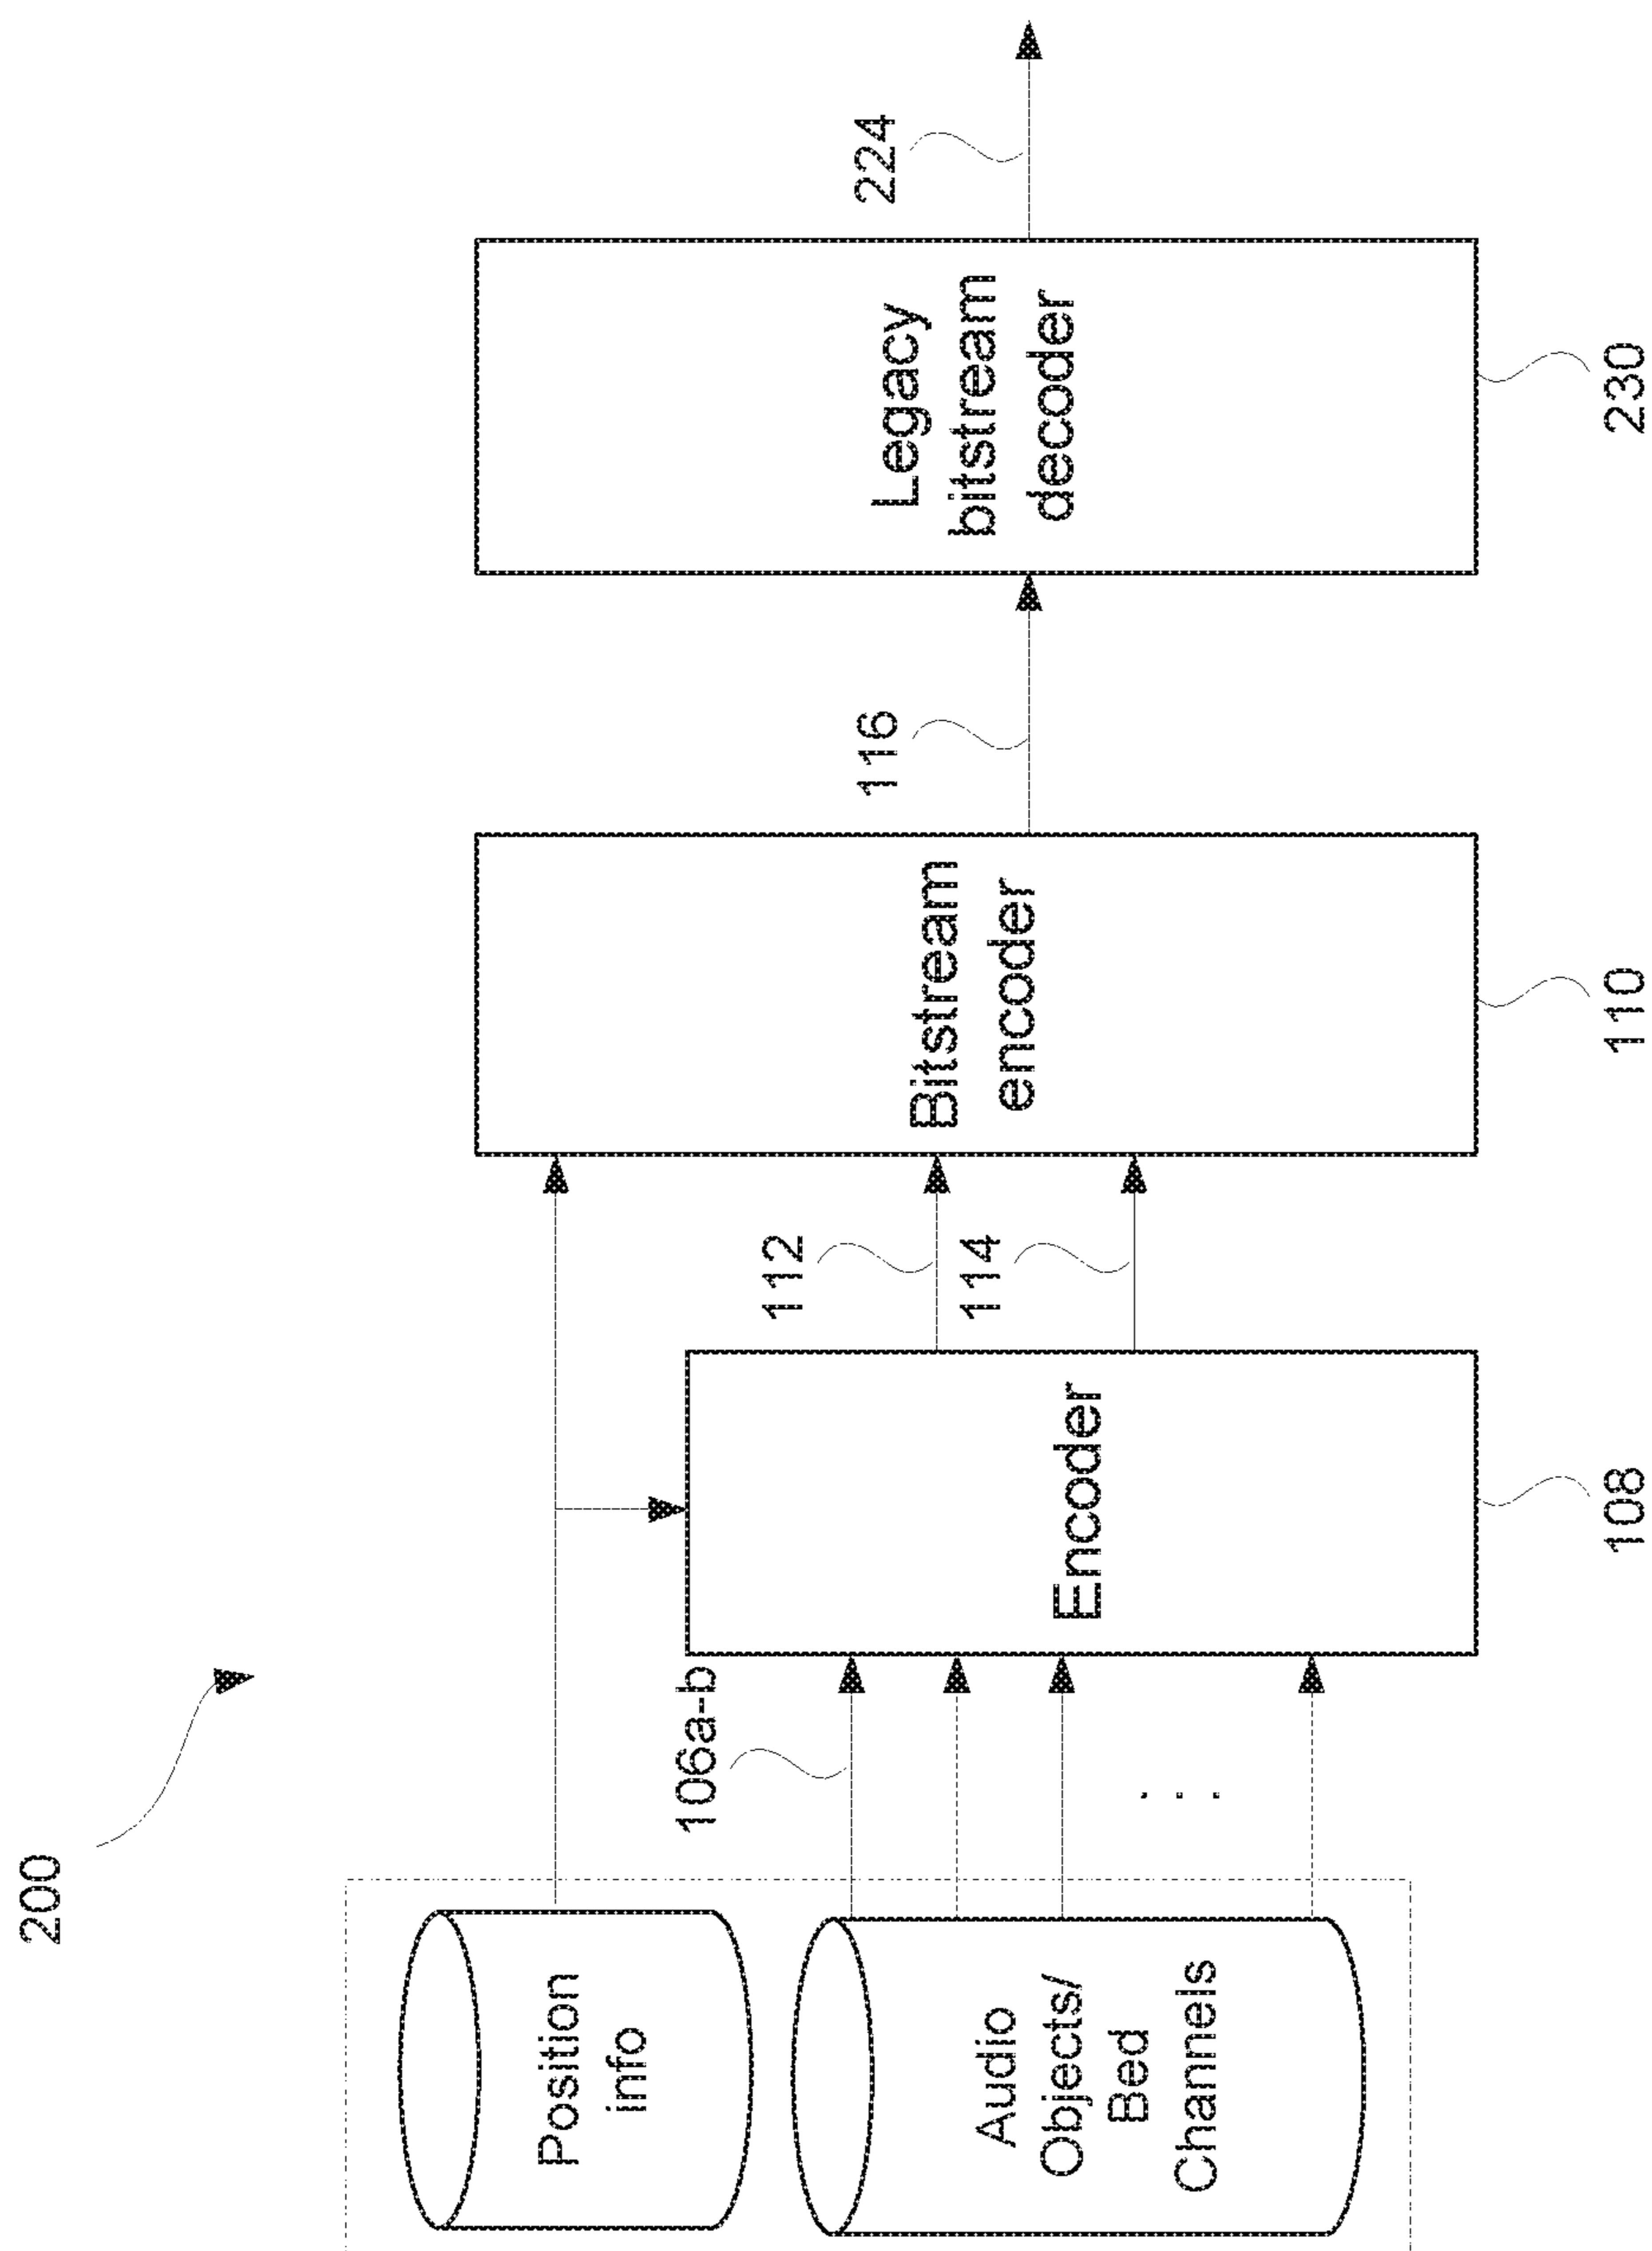 200
Position
info
Audio
Objects/
Bed
Channels
106a-b
Encoder
108
112
114
Bitstream
encoder
110
116
Legacy
bitstream
decoder
230
224
. . .